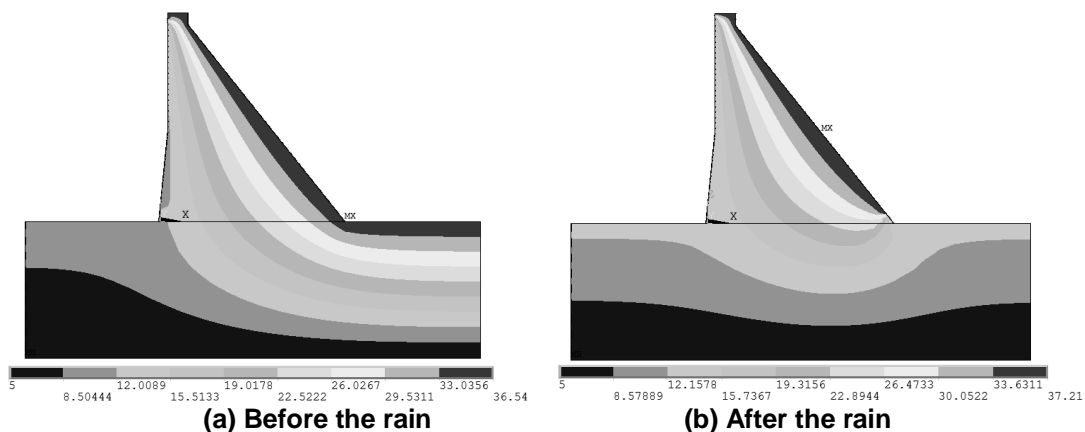 MX
X
MX
5 12.0089 19.0178 26.0267 33.0356
8.50444 15.5133 22.5222 29.5311 36.54
(a) Before the rain
MX
X
5 12.1578 19.3156 26.4733 33.6311
8.57889 15.7367 22.8944 30.0522 37.21
(b) After the rain